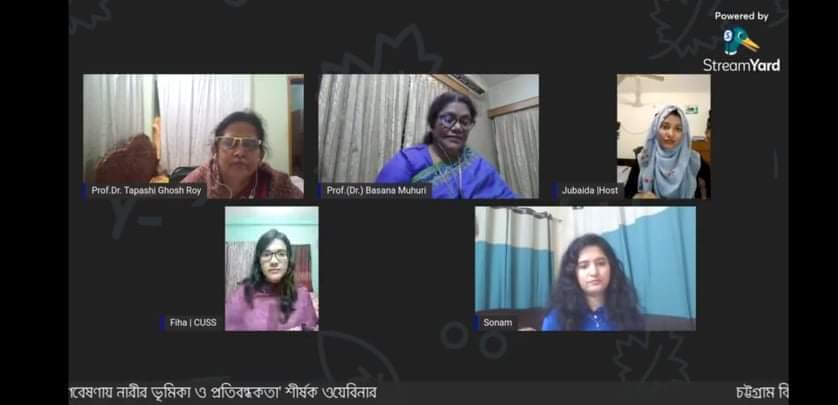 Powered by
StreamYard
Prof.Dr. Tapashi Ghosh Roy
Prof.(Dr.) Basana Muhuri
Jubaida |Host
Fiha | CUSS
Sonam
নারীর ভূমিকা ও প্রতিবন্ধকতা' শীর্ষক ওয়েবিনার
চট্টগ্রাম